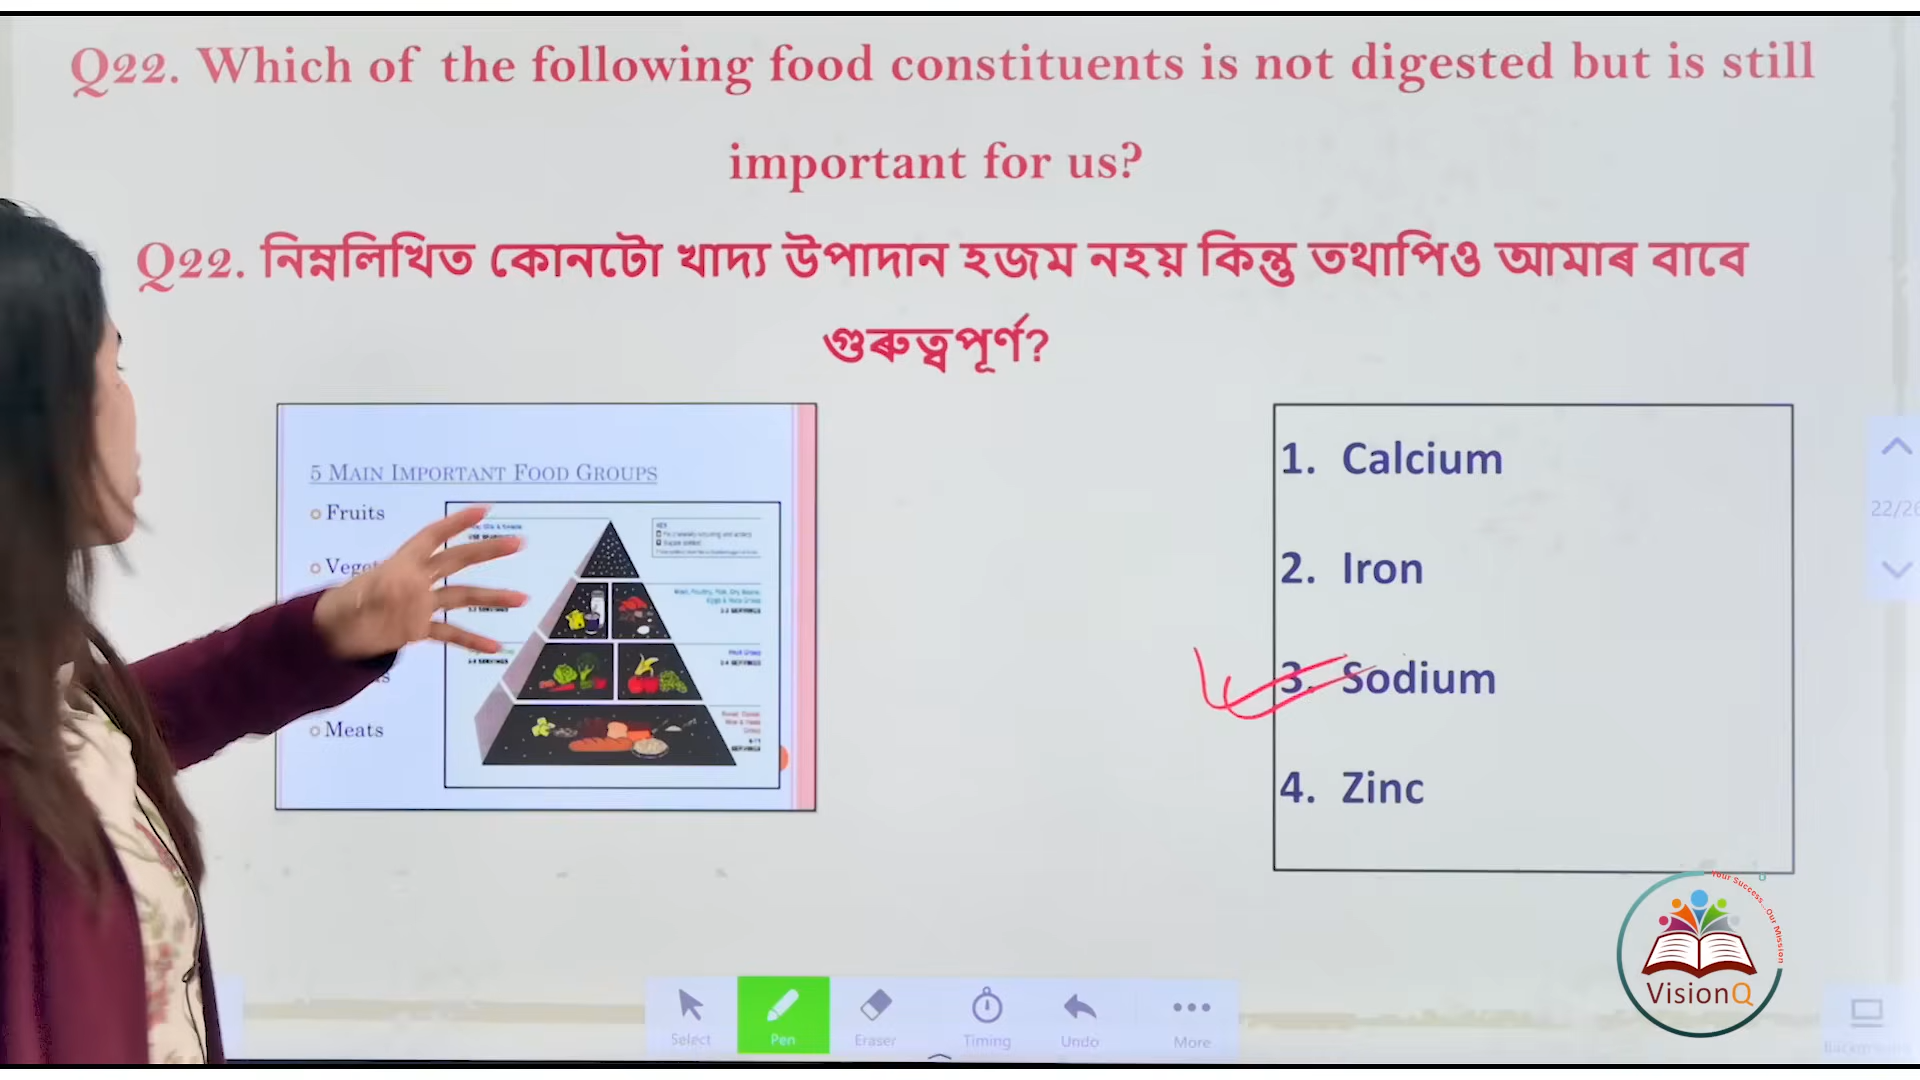 Q22. Which of the following food constituents is not digested but is still
important for us?
Q22. নিম্নলিখিত কোনটো খাদ্য উপাদান হজম নহয় কিন্তু তথাপিও আমাৰ বাবে
গুৰুত্বপূৰ্ণ?
5 MAIN IMPORTANT FOOD GROUPS
Fruits
Meats
1. Calcium
2. Iron
3. Sodium
4. Zinc
22/26
Your Success...Our Mission
VisionQ
Select
Pen
Eraser
Timing
Undo
More
Background